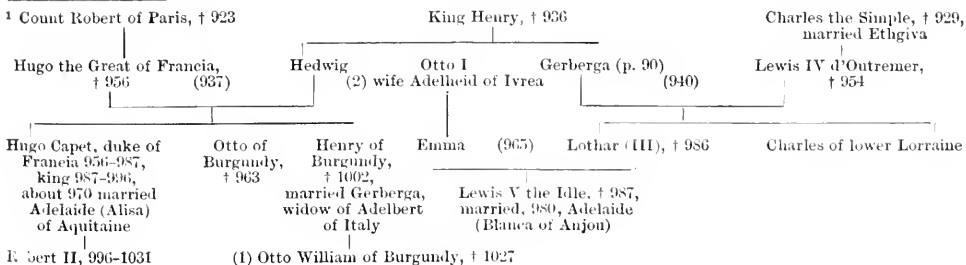 ¹ Count Robert of Paris, † 923 King Henry, † 936 Charles the Simple, † 929,
married Ethgiva
Hugo the Great of Francia, Hedwig Otto I Gerberga (p. 90) Lewis IV d'Outremer,
† 956 (937) (2) wife Adelheid of Ivrea (940) † 954
Hugo Capet, duke of Otto of Henry of Emma (965) Lothar (III), † 986 Charles of lower Lorraine
Francia 956-987, Burgundy, Burgundy,
king 987-996, † 963 † 1002, Lewis V the Idle, † 987,
about 970 married married Gerberga, married, 980, Adelaide
Adelaide (Alisa) widow of Adelbert (Blanca of Anjou)
of Aquitaine of Italy
R bert II, 996-1031 (1) Otto William of Burgundy, † 1027